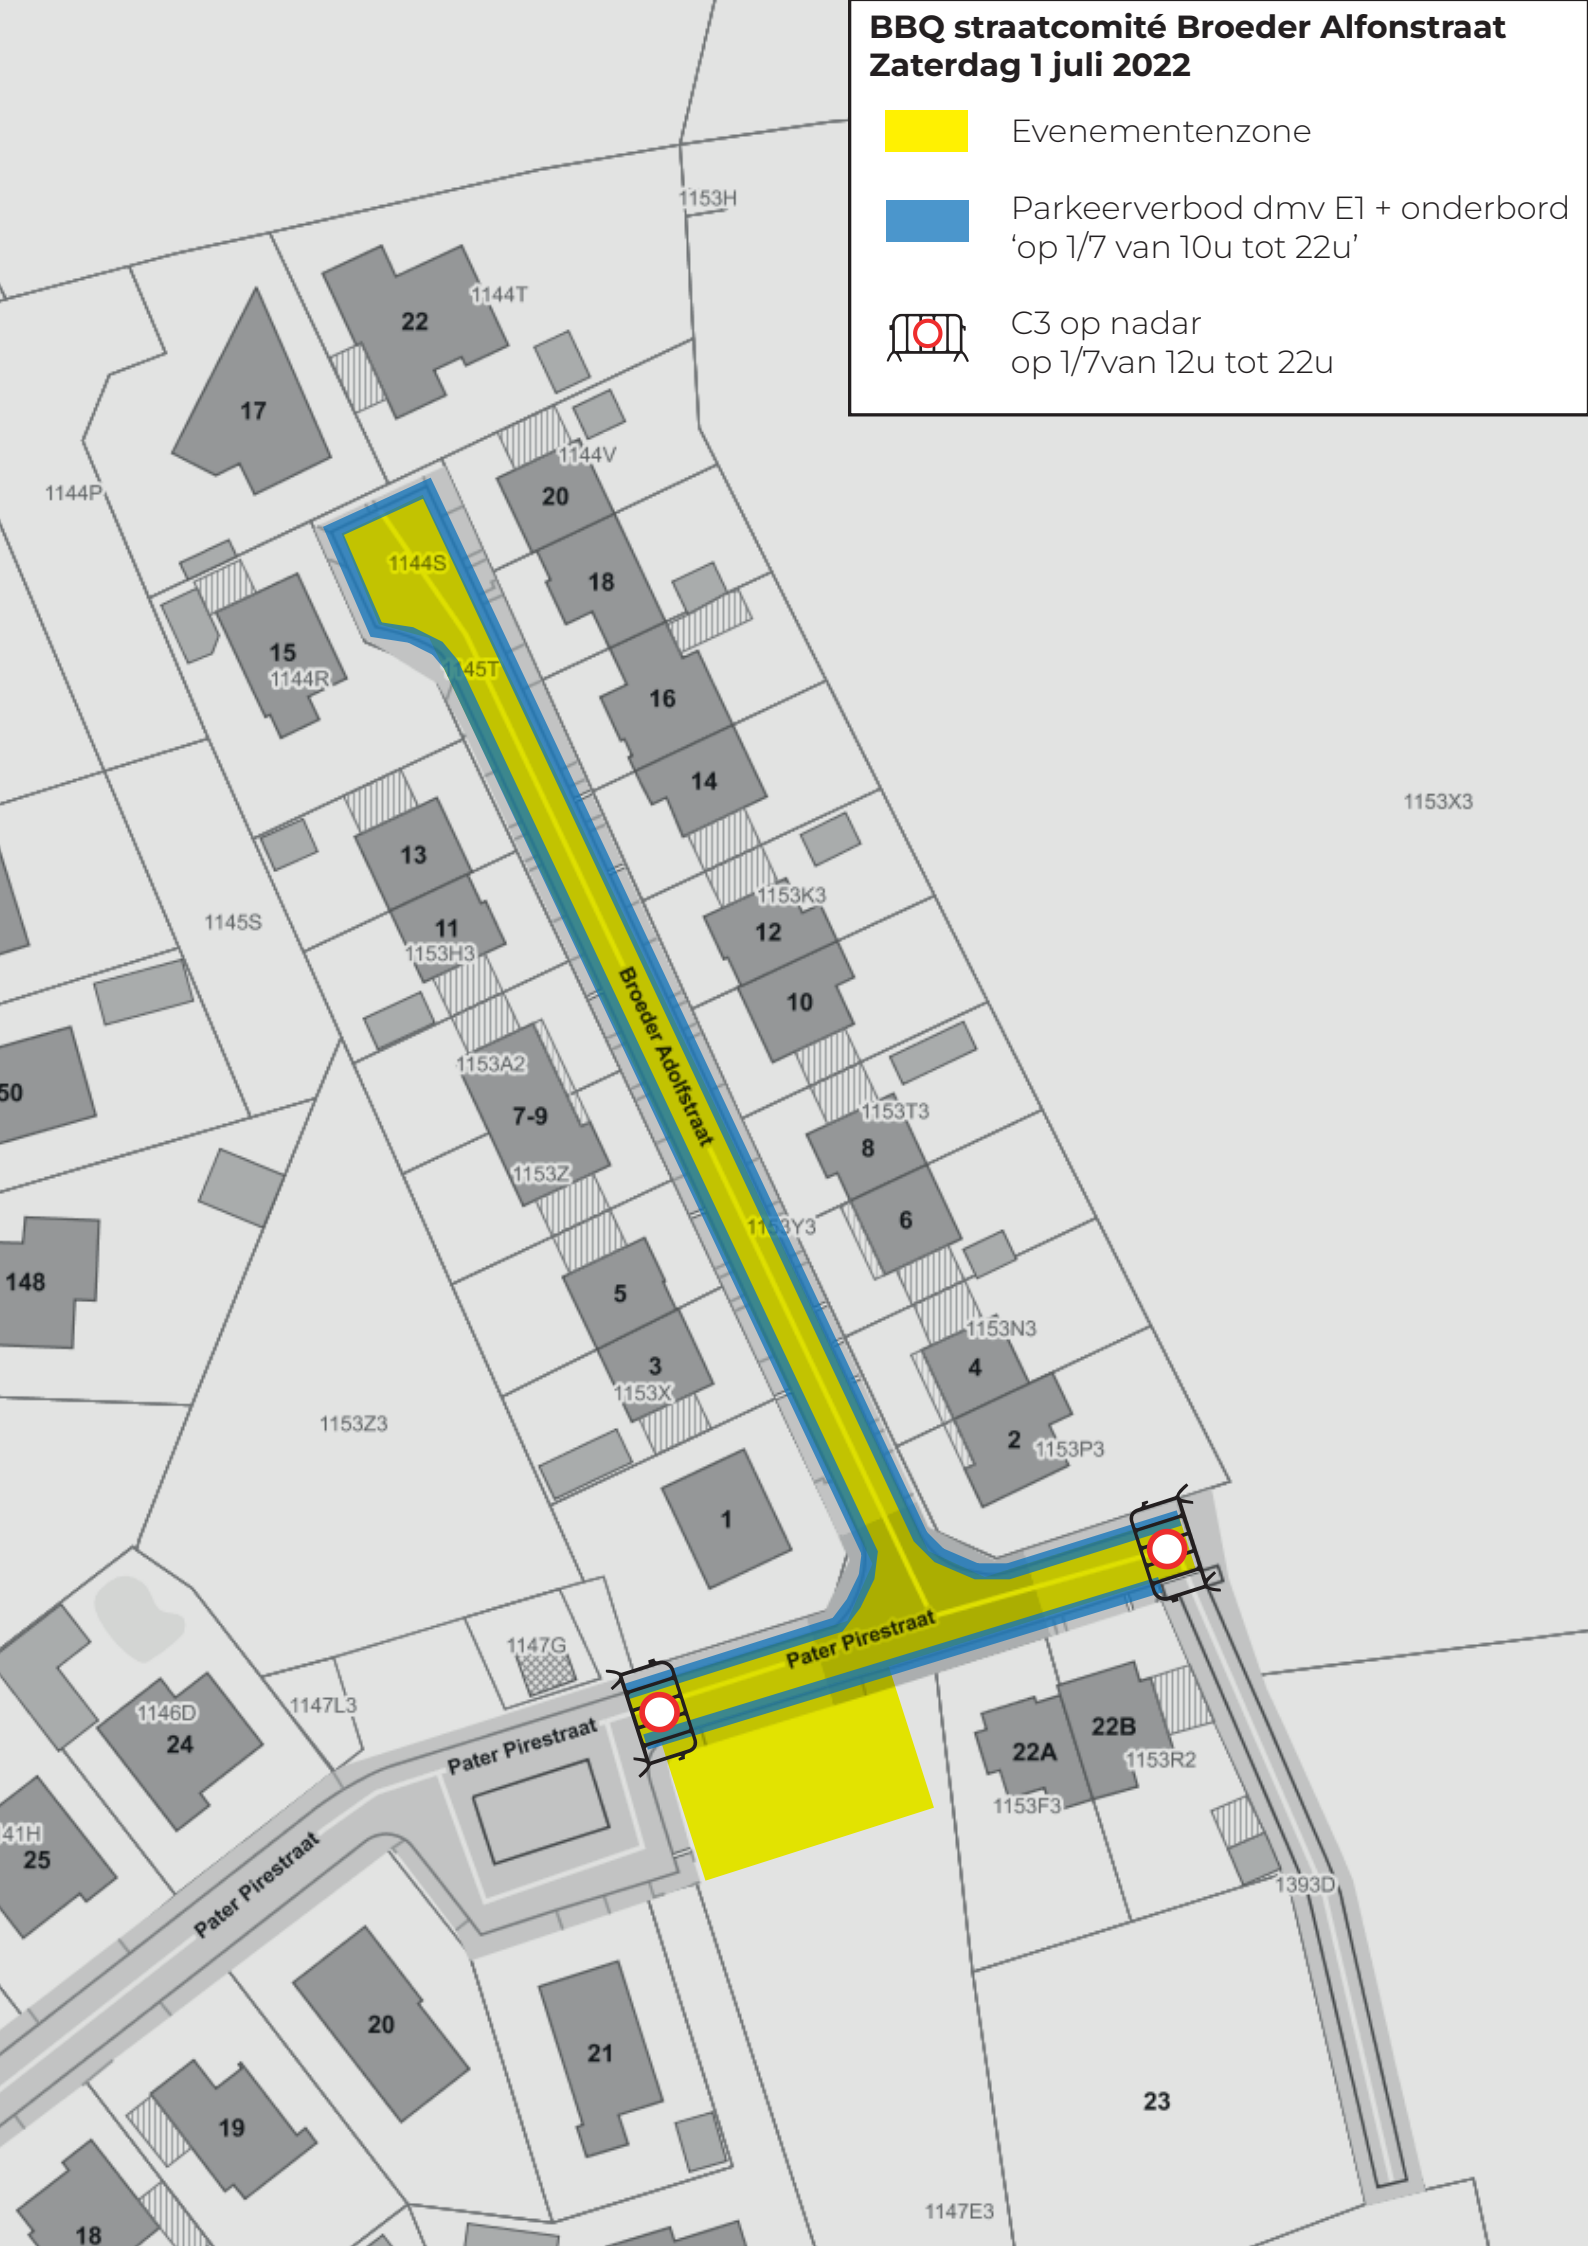 BBQ straatcomité Broeder Alfonstraat
Zaterdag 1 juli 2022
Evenementenzone
Parkeerverbod dmv E1 + onderbord
‘op 1/7 van 10u tot 22u’
C3 op nadar
op 1/7van 12u tot 22u
1153H
1144T
22
17
1144V
1144P
20
1144S
18
15
1144R
1145T
16
14
1153X3
13
1153K3
11
1145S
12
1153H3
10
Broeder Adolfstraat
1153A2
50
7-9
1153T3
8
1153Z
6
1153Y3
148
5
1153N3
3
4
1153X
1153Z3
2
1153P3
1
Pater Pirestraat
1147G
1147L3
1146D
24
Pater Pirestraat
22B
22A
1153R2
1153F3
41H
25
Pater Pirestraat
1393D
20
21
23
19
1147E3
18